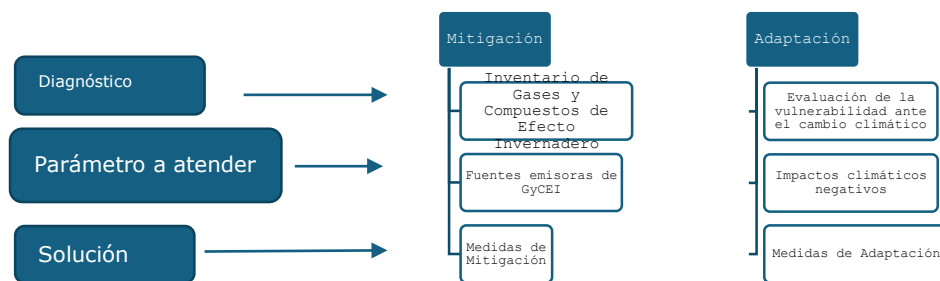 Mitigación
Adaptación
Diagnóstico
Inventario de
Gases y
Compuestos de
Efecto
Invernadero
Evaluación de la
vulnerabilidad ante
el cambio climático
Parámetro a atender
Fuentes emisoras de
GyCEI
Impactos climáticos
negativos
Solución
Medidas de
Mitigación
Medidas de Adaptación